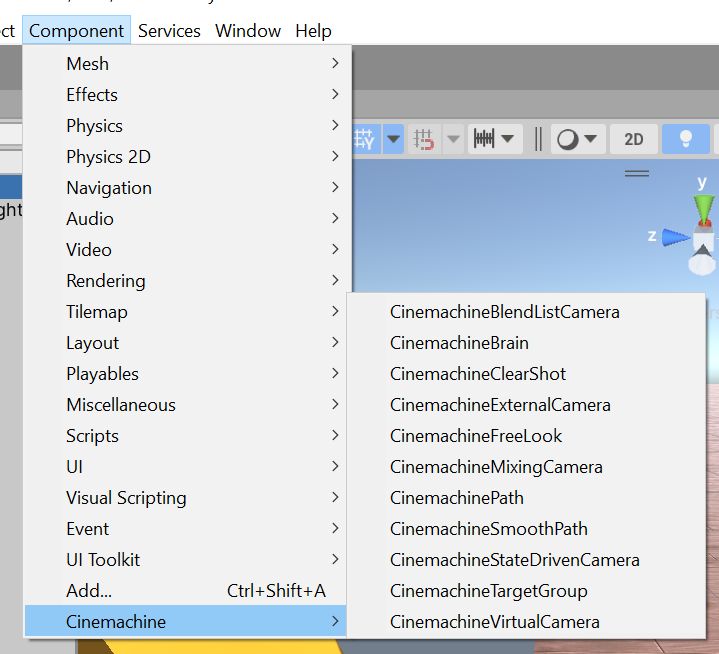 ct Component Services Window Help
Mesh
Effects
Physics
Physics 2D
Navigation
Audio
Video
Rendering
Tilemap
Layout
Playables
Miscellaneous
Scripts
UI
Visual Scripting
Event
UI Toolkit
Add... Ctrl+Shift+A
Cinemachine
CinemachineBlendListCamera
CinemachineBrain
CinemachineClearShot
CinemachineExternalCamera
CinemachineFreeLook
CinemachineMixingCamera
CinemachinePath
CinemachineSmoothPath
CinemachineStateDrivenCamera
CinemachineTargetGroup
CinemachineVirtualCamera
ght
Y
2D
y
z